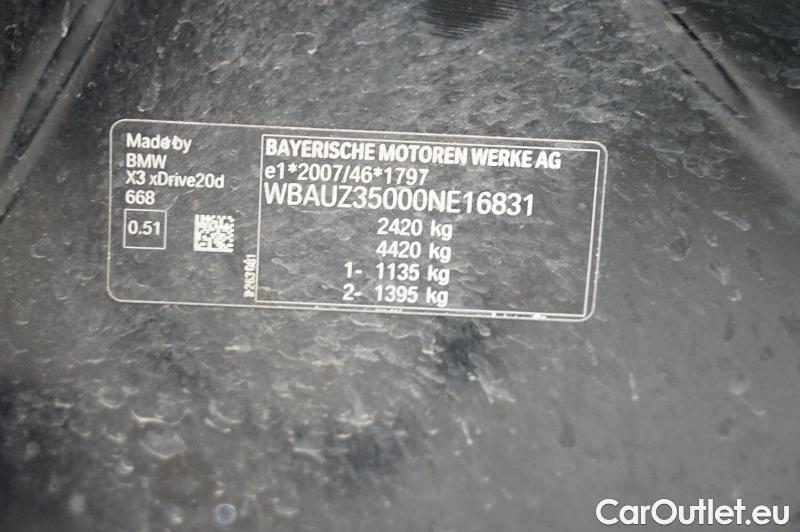 Made by
BMW
X3 xDrive20d
668
0.51
BAYERISCHE MOTOREN WERKE AG
e1*2007/46*1797
WBAUZ35000NE16831
2420 kg
4420 kg
1- 1135 kg
2- 1395 kg
CarOutlet.eu